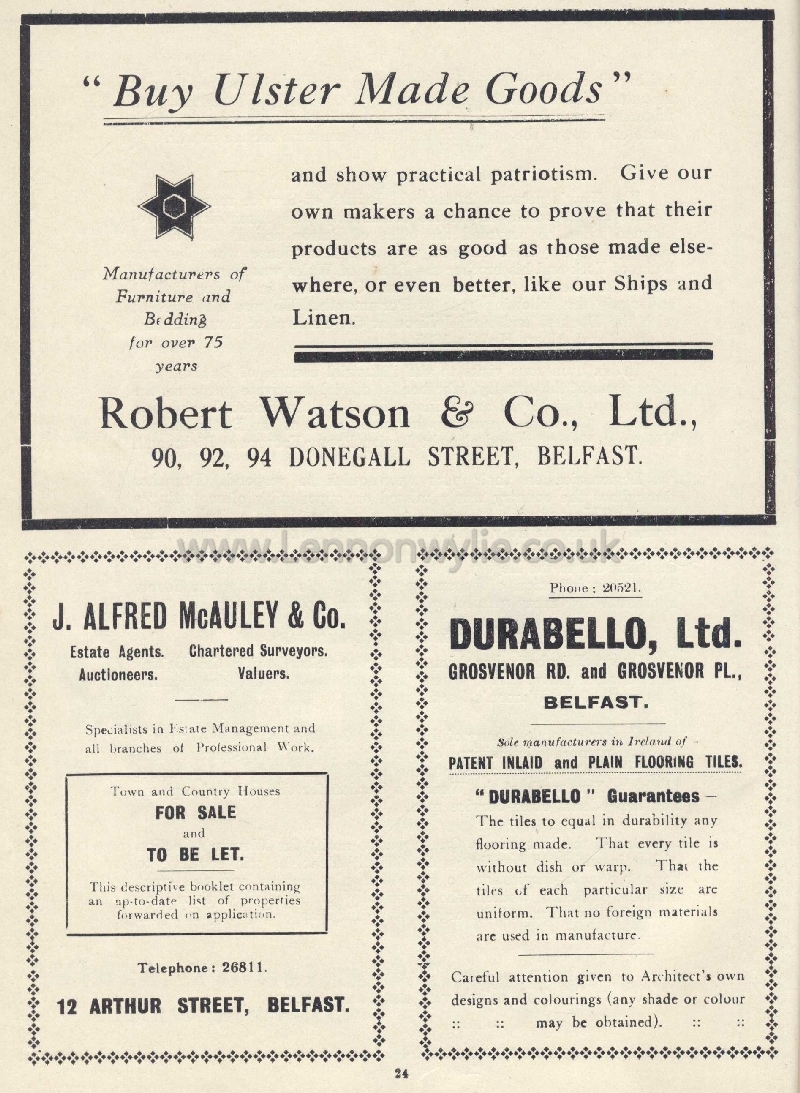 "Buy Ulster Made Goods"
Manufacturers of
Furniture and
Bedding
for over 75
years
and show practical patriotism. Give our
own makers a chance to prove that their
products are as good as those made else-
where, or even better, like our Ships and
Linen.
Robert Watson & Co., Ltd.,
90, 92, 94 DONEGALL STREET, BELFAST.
www.Lennonwylie.co.uk
J. ALFRED McAULEY & Co.
Estate Agents. Chartered Surveyors.
Auctioneers. Valuers.
Specialists in Estate Management and
all branches of Professional Work.
Town and Country Houses
FOR SALE
and
TO BE LET.
This descriptive booklet containing
an up-to-date list of properties
forwarded on application.
Telephone: 26811.
12 ARTHUR STREET, BELFAST.
Phone: 20521.
DURABELLO, Ltd.
GROSVENOR RD. and GROSVENOR PL.,
BELFAST.
Sole manufacturers in Ireland of -
PATENT INLAID and PLAIN FLOORING TILES.
"DURABELLO" Guarantees –
The tiles to equal in durability any
flooring made. That every tile is
without dish or warp. That the
tiles of each particular size are
uniform. That no foreign materials
are used in manufacture.
Careful attention given to Architect's own
designs and colourings (any shade or colour
:: :: may be obtained). :: ::
24